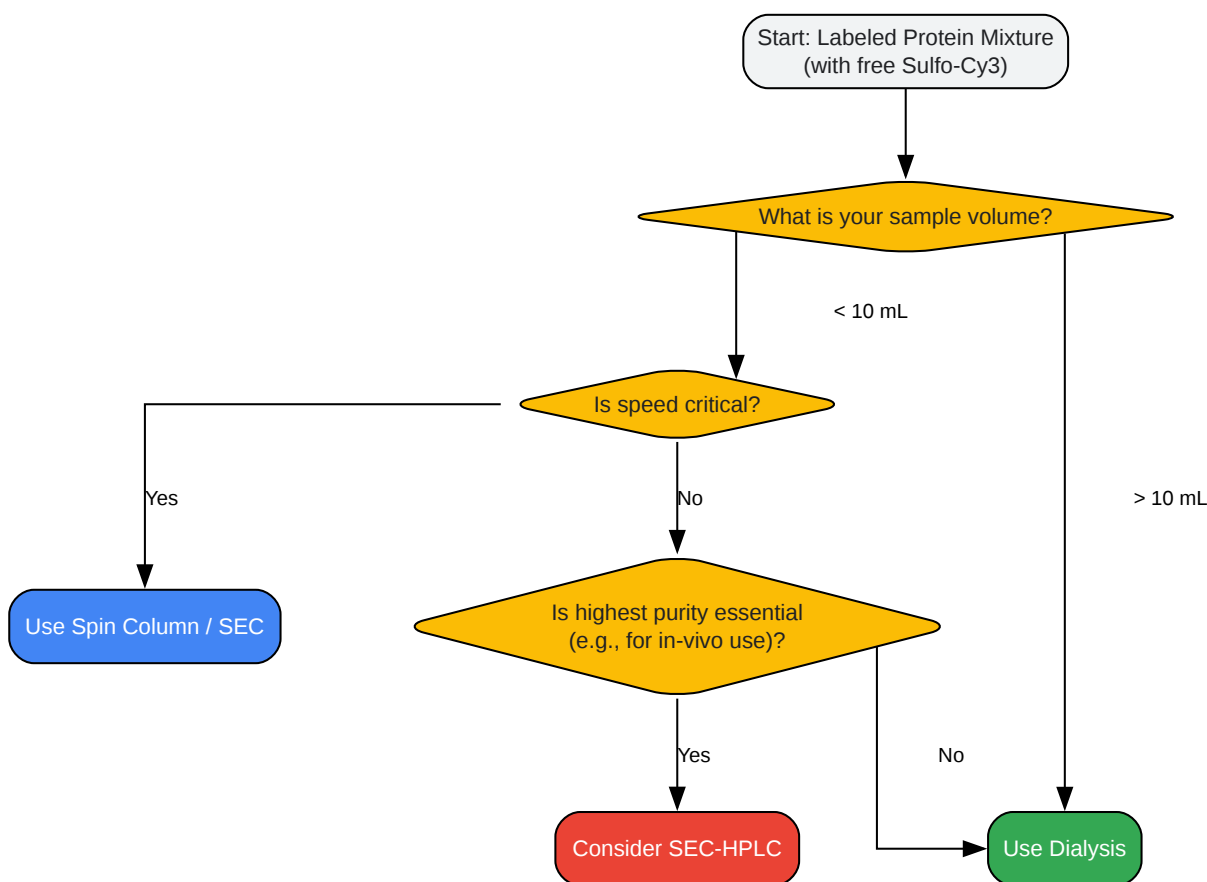 Start: Labeled Protein Mixture
(with free Sulfo-Cy3)
What is your sample volume?
< 10 mL
Is speed critical?
Yes
No
> 10 mL
Use Spin Column / SEC
Is highest purity essential
(e.g., for in-vivo use)?
Yes
No
Consider SEC-HPLC
Use Dialysis